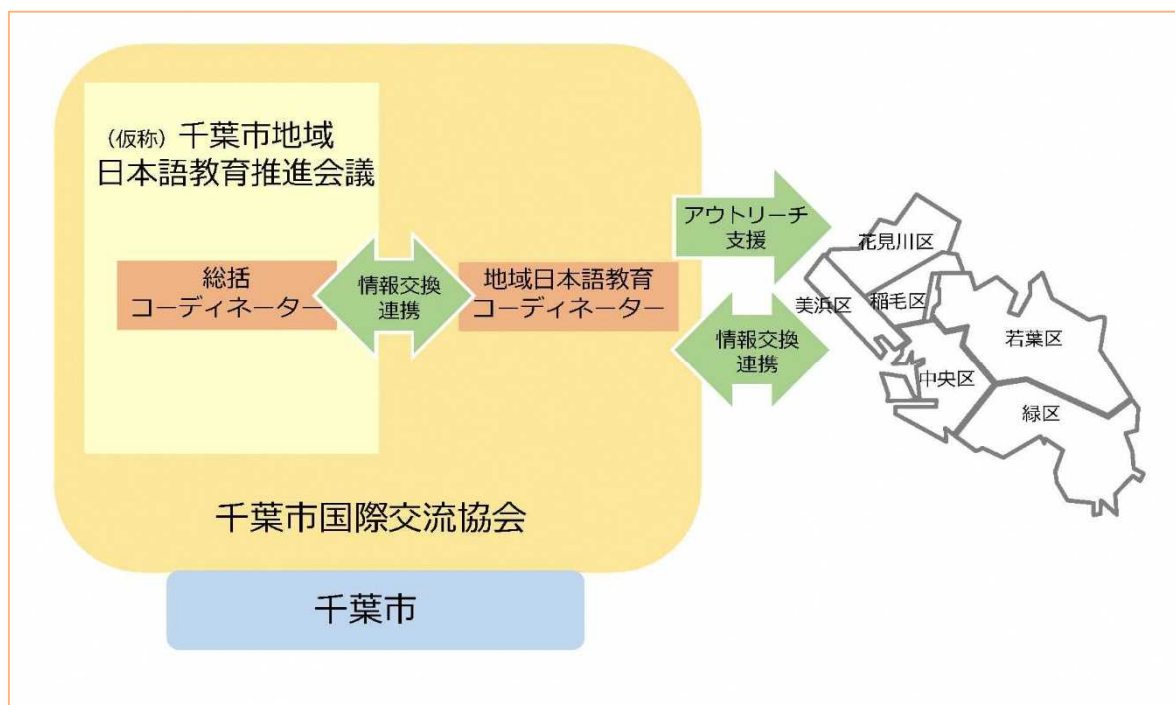 （仮称）千葉市地域
日本語教育推進会議
総括
コーディネーター
情報交換
連携
地域日本語教育
コーディネーター
アウトリーチ
支援
情報交換
連携
花見川区
美浜区
稲毛区
若葉区
中央区
緑区
千葉市国際交流協会
千葉市